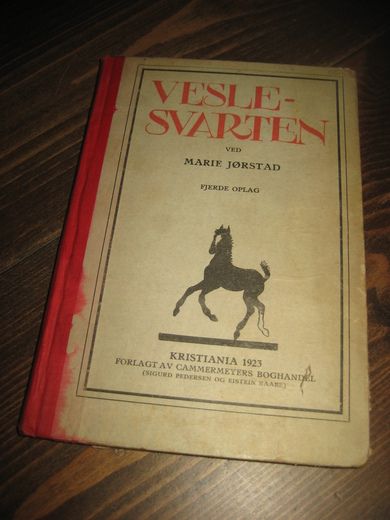 VESLE-
SVARTEN
VED
MARIE JØRSTAD
FJERDE OPLAG
KRISTIANIA 1923
FORLAGT AV CAMMERMEYERS BOGHANDEL
(SIGURD PEDERSEN OG EISTEIN RAABE)